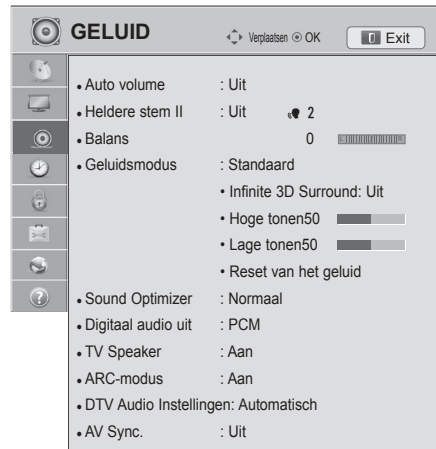 GELUID Verplaatsen OK Exit
• Auto volume : Uit
• Heldere stem II : Uit 2
• Balans 0 L R
• Geluidsmodus : Standaard
• Infinite 3D Surround: Uit
• Hoge tonen50
• Lage tonen50
• Reset van het geluid
• Sound Optimizer : Normaal
• Digitaal audio uit : PCM
• TV Speaker : Aan
• ARC-modus : Aan
• DTV Audio Instellingen: Automatisch
• AV Sync. : Uit